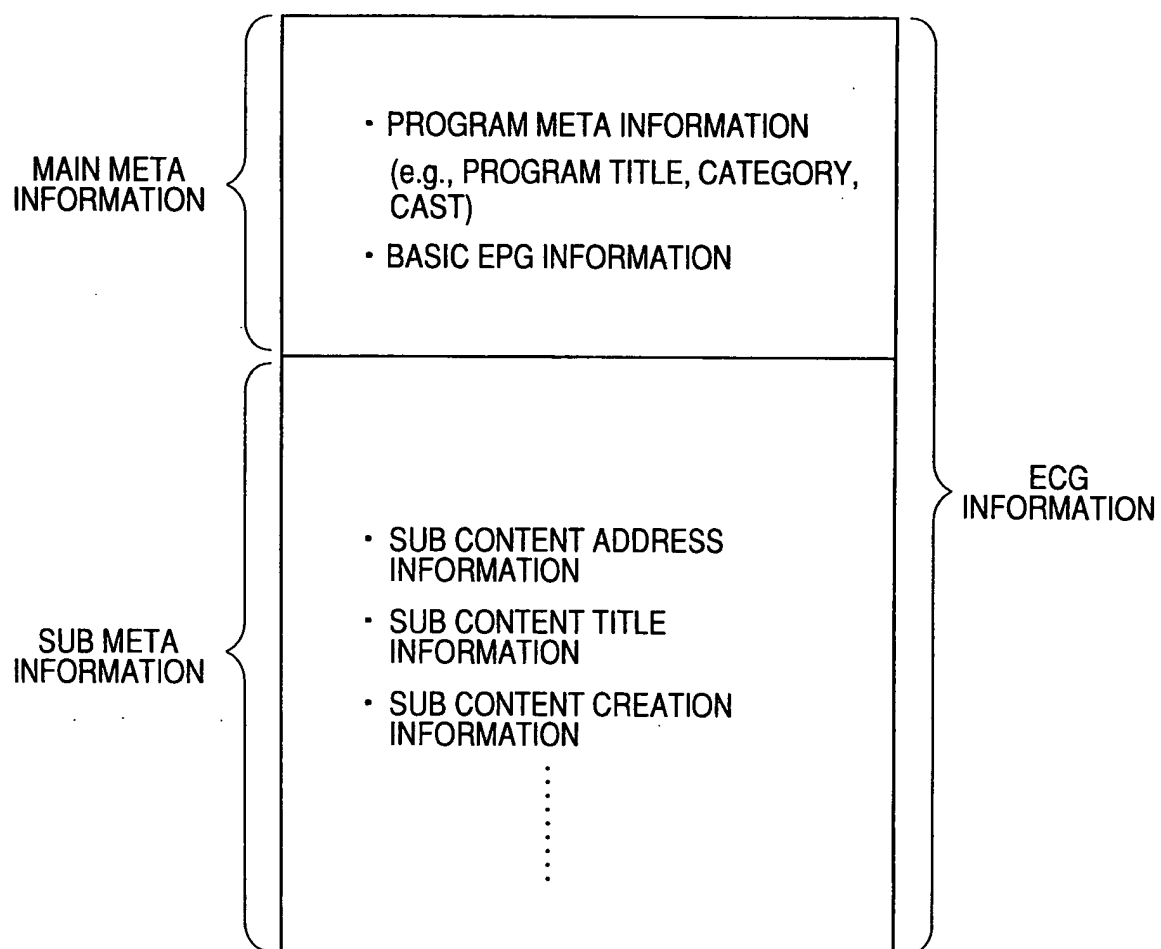 MAIN META
INFORMATION
· PROGRAM META INFORMATION
(e.g., PROGRAM TITLE, CATEGORY,
CAST)
· BASIC EPG INFORMATION
SUB META
INFORMATION
· SUB CONTENT ADDRESS
INFORMATION
· SUB CONTENT TITLE
INFORMATION
· SUB CONTENT CREATION
INFORMATION
ECG
INFORMATION